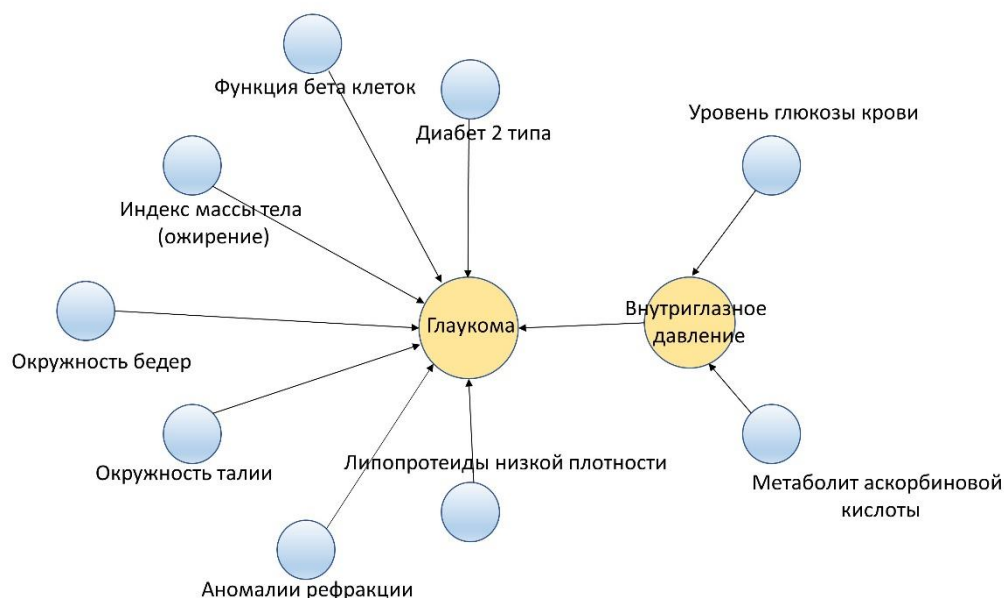 Функция бета клеток
Диабет 2 типа
Уровень глюкозы крови
Индекс массы тела
(ожирение)
Глаукома
Внутриглазное
давление
Окружность бедер
Окружность талии
Липопротеиды низкой плотности
Метаболит аскорбиновой
кислоты
Аномалии рефракции